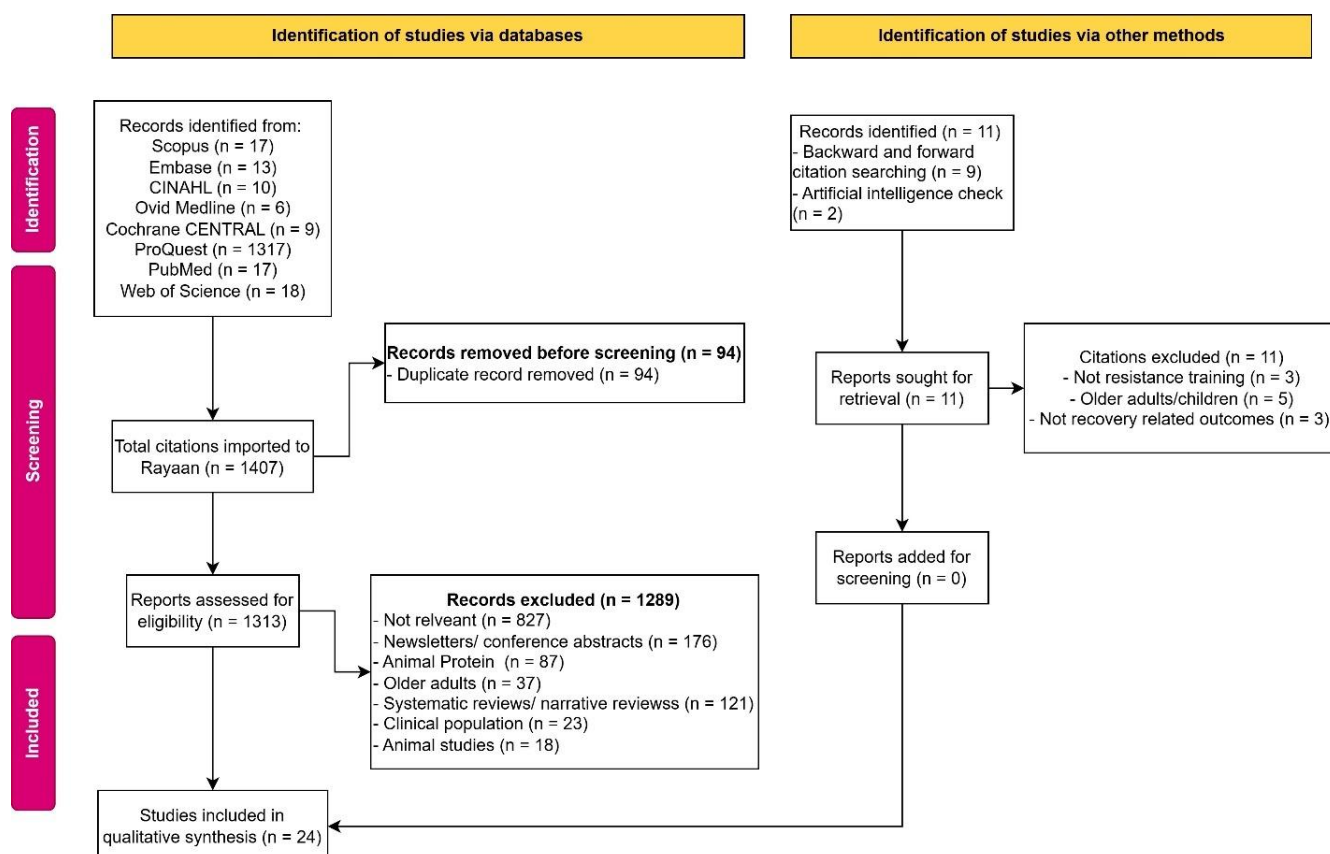 Identification of studies via databases
Identification of studies via other methods
Identification
Records identified from:
Scopus (n = 17)
Embase (n = 13)
CINAHL (n = 10)
Ovid Medline (n = 6)
Cochrane CENTRAL (n = 9)
ProQuest (n = 1317)
PubMed (n = 17)
Web of Science (n = 18)
Records identified (n = 11)
- Backward and forward
citation searching (n = 9)
- Artificial intelligence check
(n = 2)
Screening
Records removed before screening (n = 94)
- Duplicate record removed (n = 94)
Total citations imported to
Rayaan (n = 1407)
Reports sought for
retrieval (n = 11)
Citations excluded (n = 11)
- Not resistance training (n = 3)
- Older adults/children (n = 5)
- Not recovery related outcomes (n = 3)
Reports assessed for
eligibility (n = 1313)
Records excluded (n = 1289)
- Not relveant (n = 827)
- Newsletters/ conference abstracts (n = 176)
- Animal Protein (n = 87)
- Older adults (n = 37)
- Systematic reviews/ narrative reviewss (n = 121)
- Clinical population (n = 23)
- Animal studies (n = 18)
Reports added for
screening (n = 0)
Included
Studies included in
qualitative synthesis (n = 24)